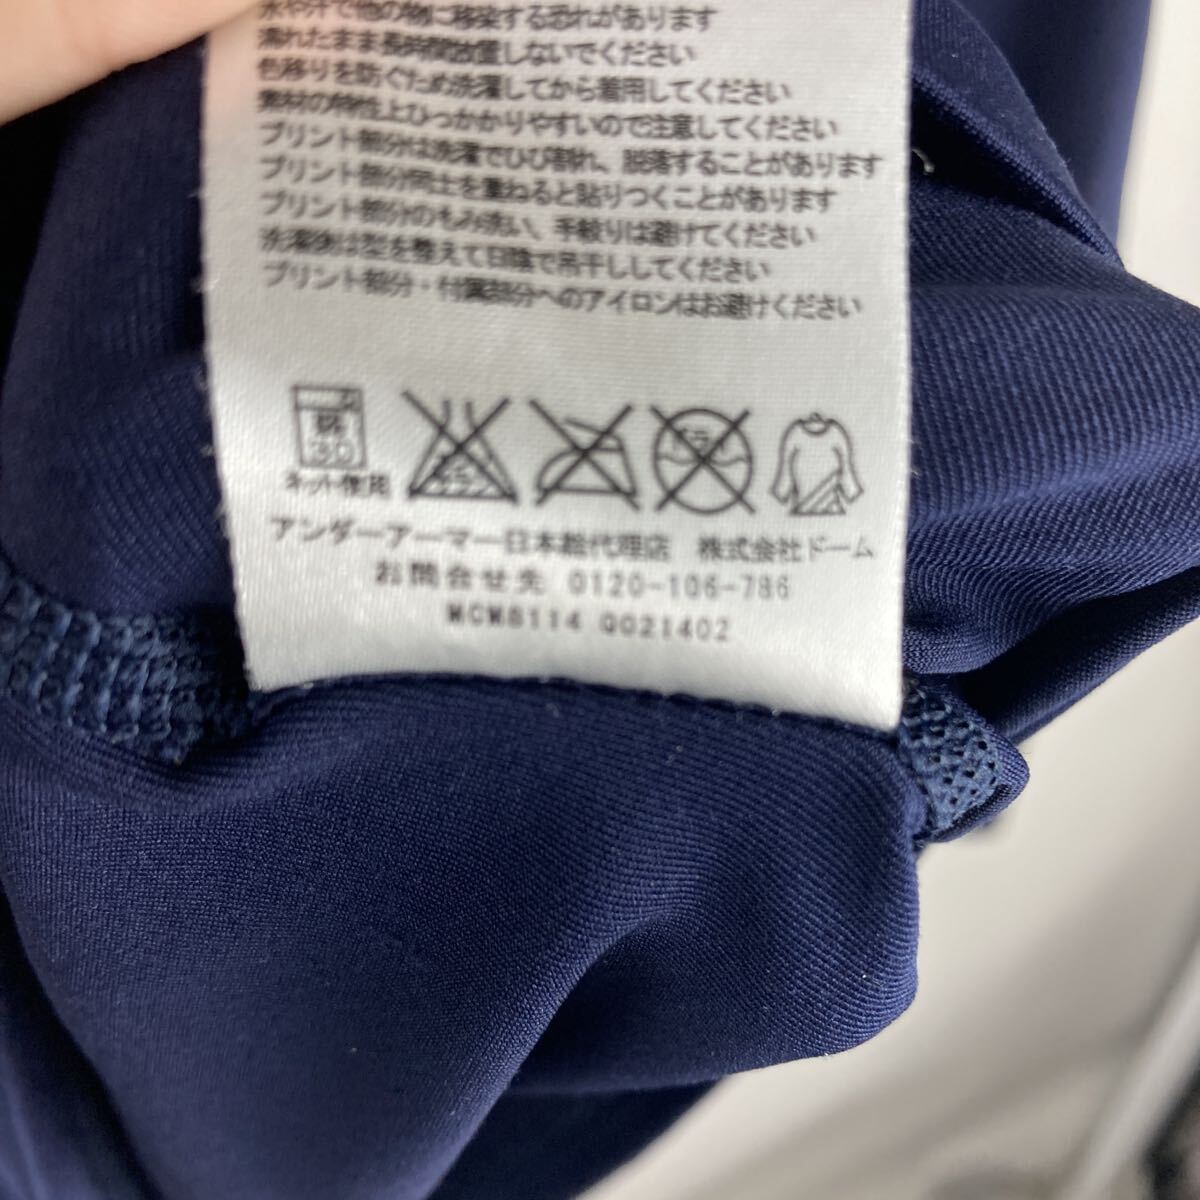 水や汗で他の物に移染する恐れがあります
濡れたまま長時間放置しないでください
色移りを防ぐため洗濯してから着用してください
素材の特性上ひっかかりやすいので注意してください
プリント部分は洗濯でひび割れ、脱落することがあります
プリント部分同士を重ねると貼りつくことがあります
プリント部分のもみ洗い、手絞りは避けてください
洗濯後は型を整えて日陰で吊干ししてください
プリント部分・付属部分へのアイロンはお避けください
弱
30
ネット使用
アンダーアーマー日本総代理店 株式会社ドーム
お問合せ先 0120-106-786
MCM8114 Q021402